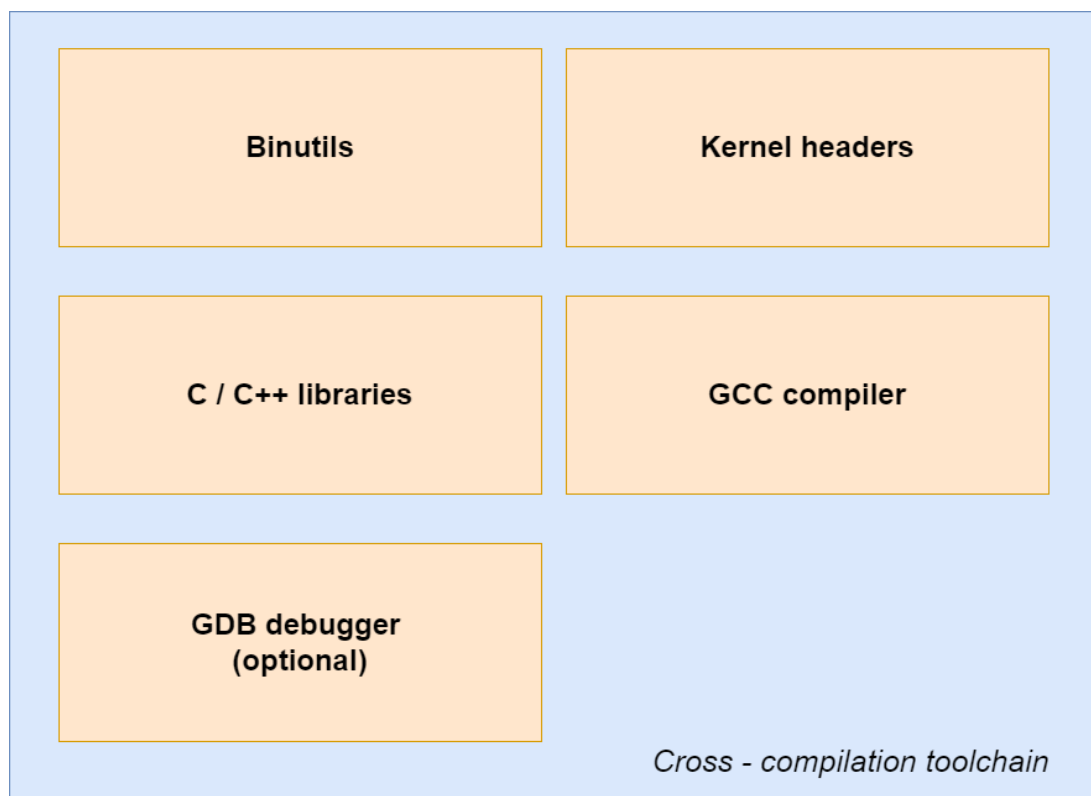 Binutils
Kernel headers
C / C++ libraries
GCC compiler
GDB debugger
(optional)
Cross - compilation toolchain